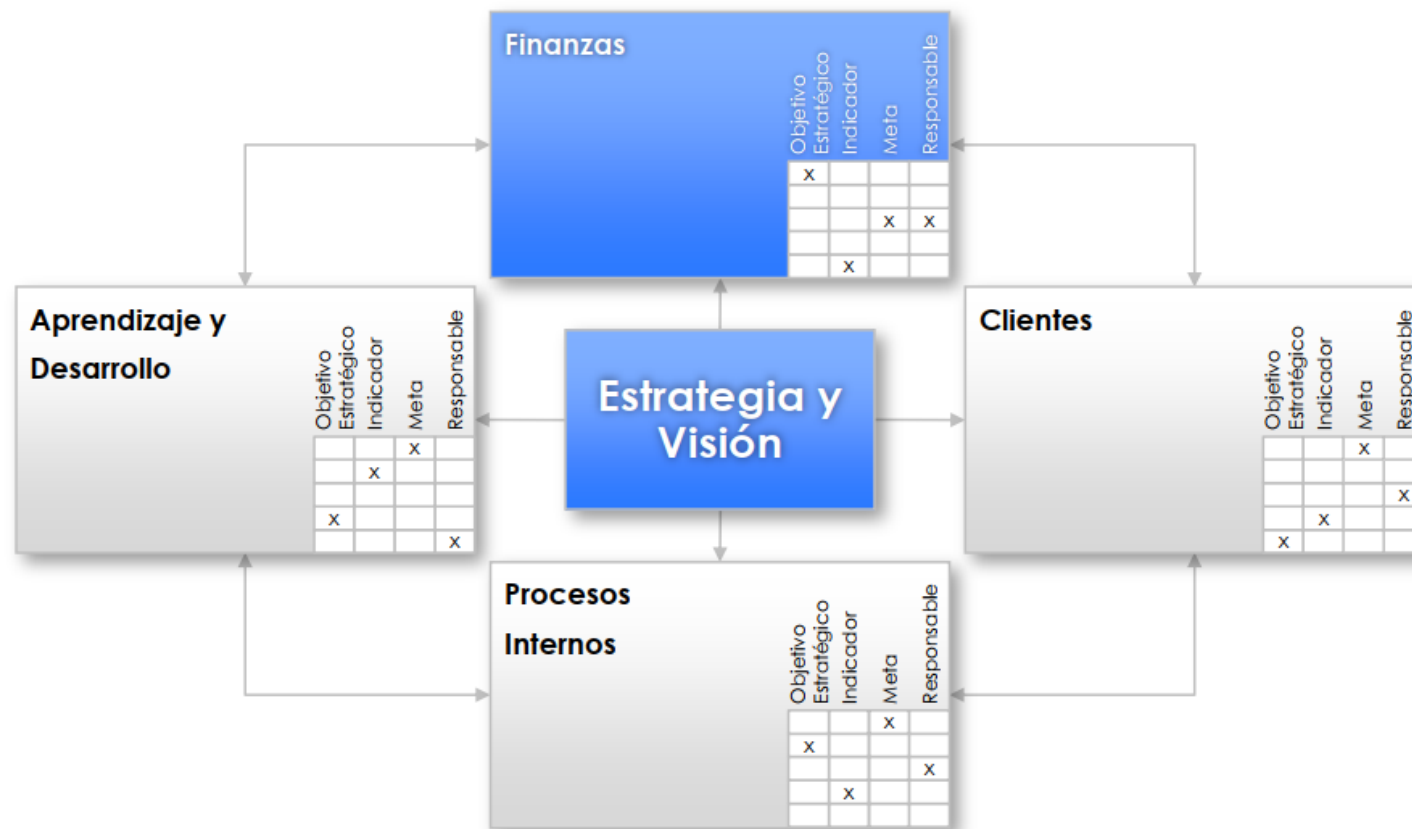 Finanzas
Objetivo
Estratégico
Indicador
Meta
Responsable
x
x x
x
Aprendizaje y
Desarrollo
Objetivo
Estratégico
Indicador
Meta
Responsable
x
x
x
x
Estrategia y
Visión
Clientes
Objetivo
Estratégico
Indicador
Meta
Responsable
x
x
x
x
Procesos
Internos
Objetivo
Estratégico
Indicador
Meta
Responsable
x
x
x
x